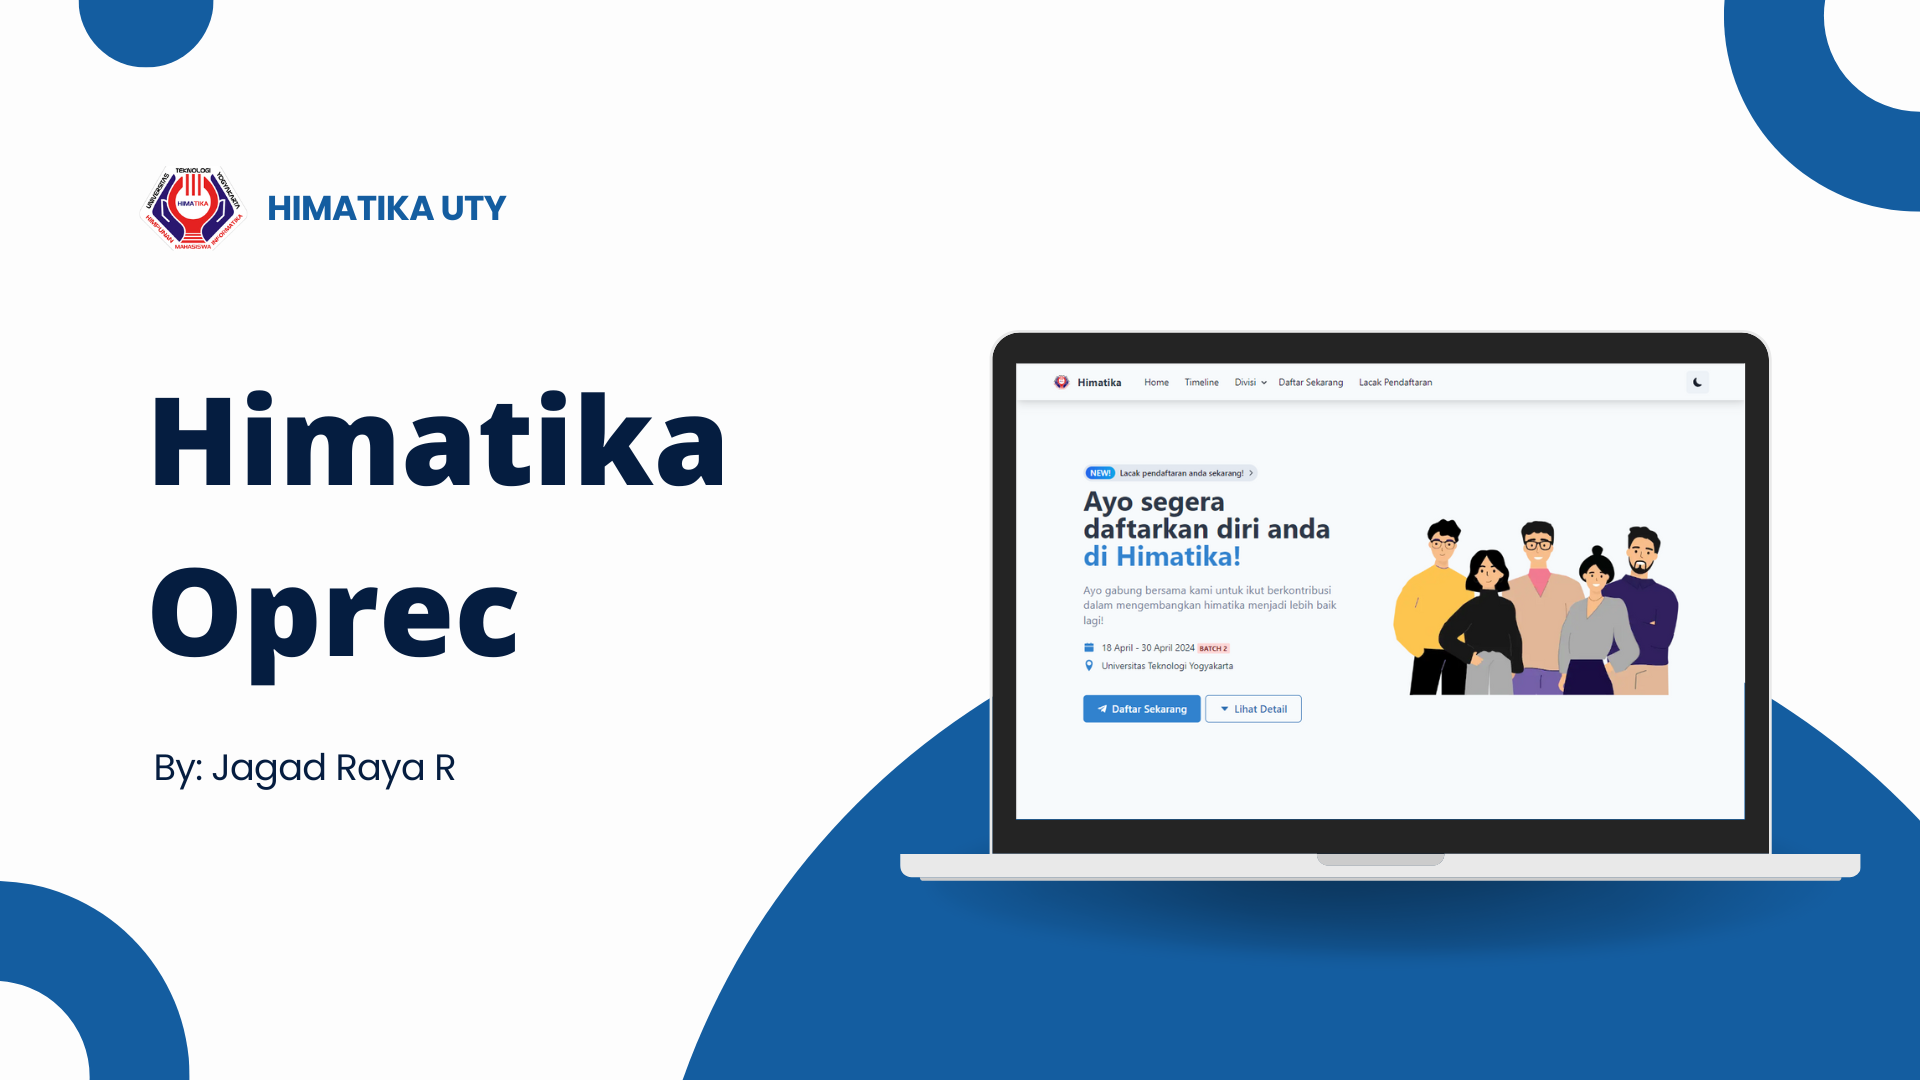 TEKNOLOGI
UNIVERSITAS
YOGYAKARTA
HIMATIKA
HIMPUNAN
MAHASISWA
INFORMATIKA
HIMATIKA UTY
Himatika
Oprec
By: Jagad Raya R
Himatika Home Timeline Divisi Daftar Sekarang Lacak Pendaftaran
NEW! Lacak pendaftaran anda sekarang!
Ayo segera
daftarkan diri anda
di Himatika!
Ayo gabung bersama kami untuk ikut berkontribusi
dalam mengembangkan himatika menjadi lebih baik
lagi!
18 April - 30 April 2024 BATCH 2
Universitas Teknologi Yogyakarta
Daftar Sekarang Lihat Detail